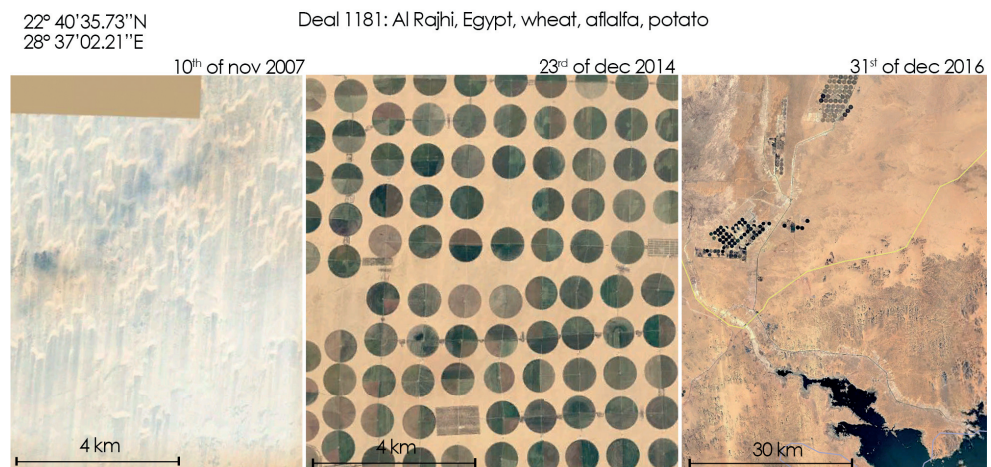 22° 40’35.73”N
28° 37’02.21”E
Deal 1181: Al Rajhi, Egypt, wheat, aflalfa, potato
10th of nov 2007
23rd of dec 2014
31st of dec 2016
4 km
4 km
30 km